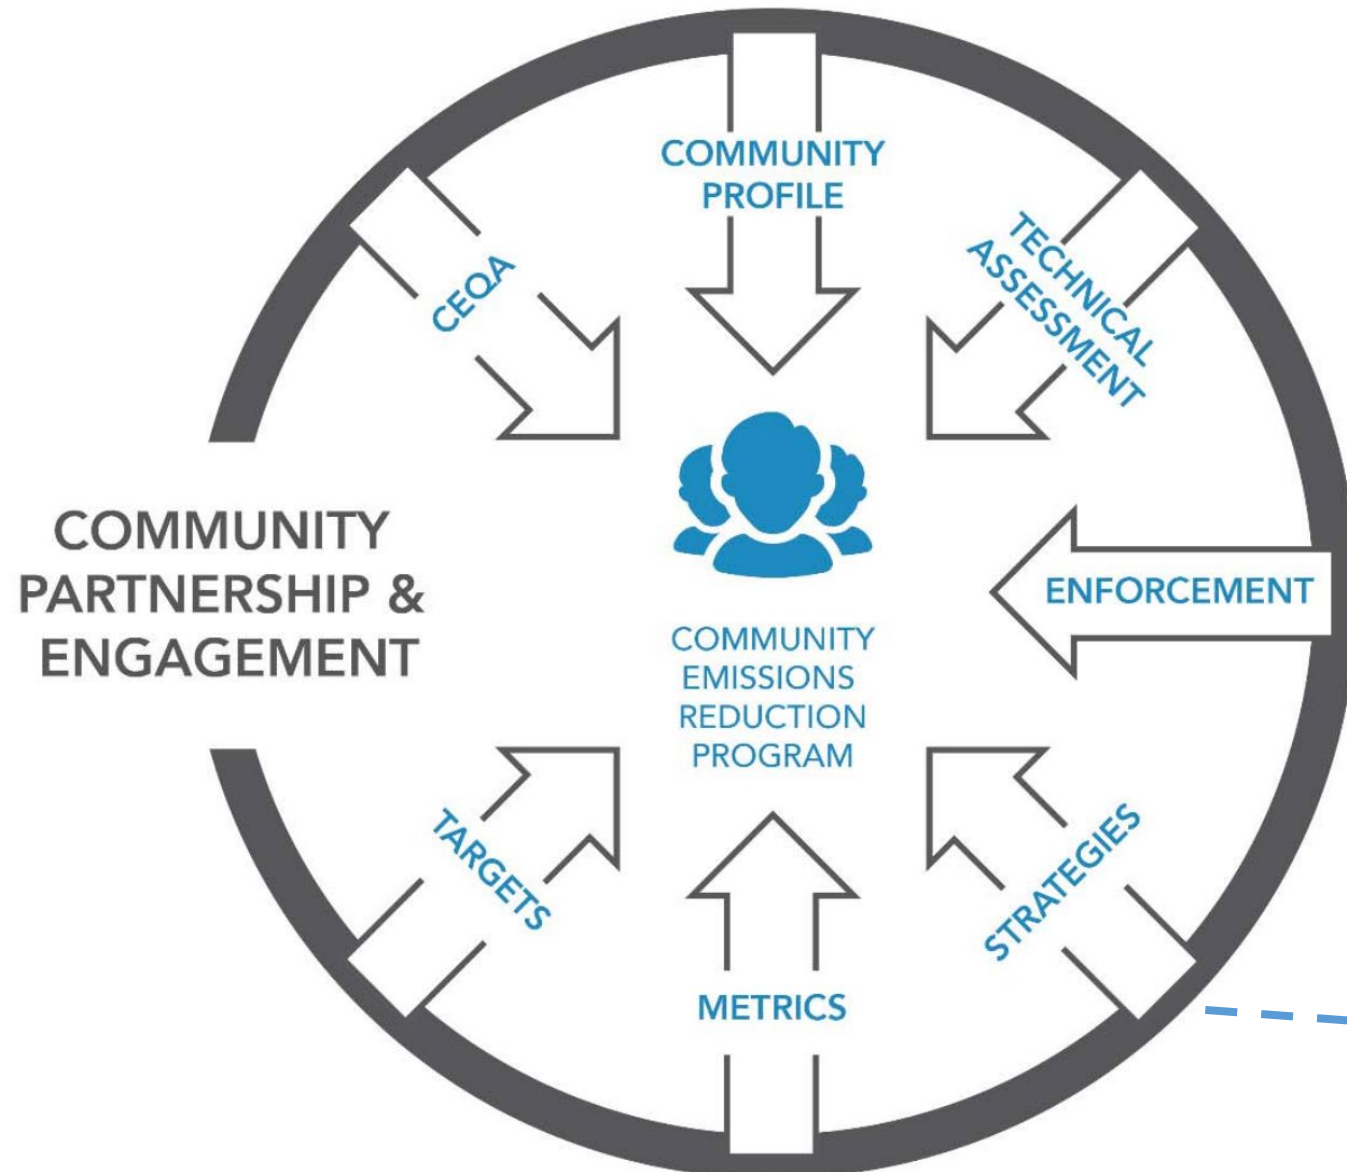 COMMUNITY
PROFILE
TECHNICAL
ASSESSMENT
CEQA
COMMUNITY
PARTNERSHIP &
ENGAGEMENT
ENFORCEMENT
COMMUNITY
EMISSIONS
REDUCTION
PROGRAM
TARGETS
STRATEGIES
METRICS